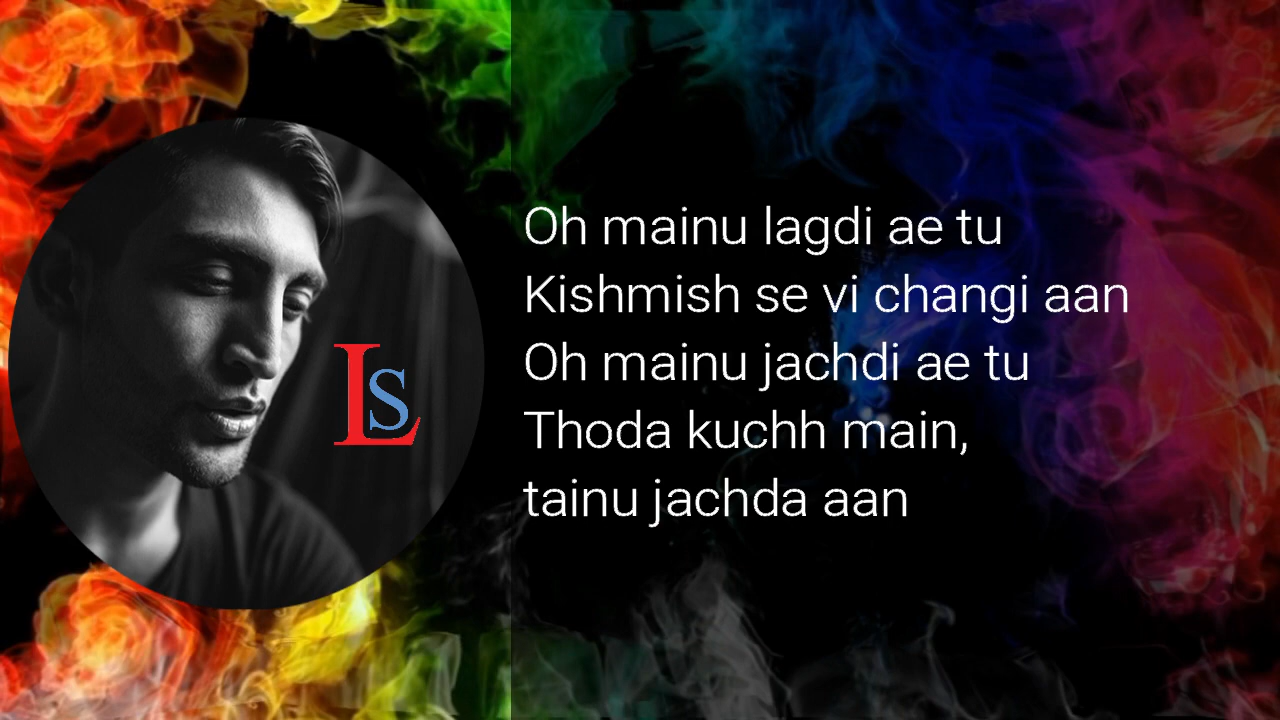 LS
Oh mainu lagdi ae tu
Kishmish se vi changi aan
Oh mainu jachdi ae tu
Thoda kuchh main,
tainu jachda aan